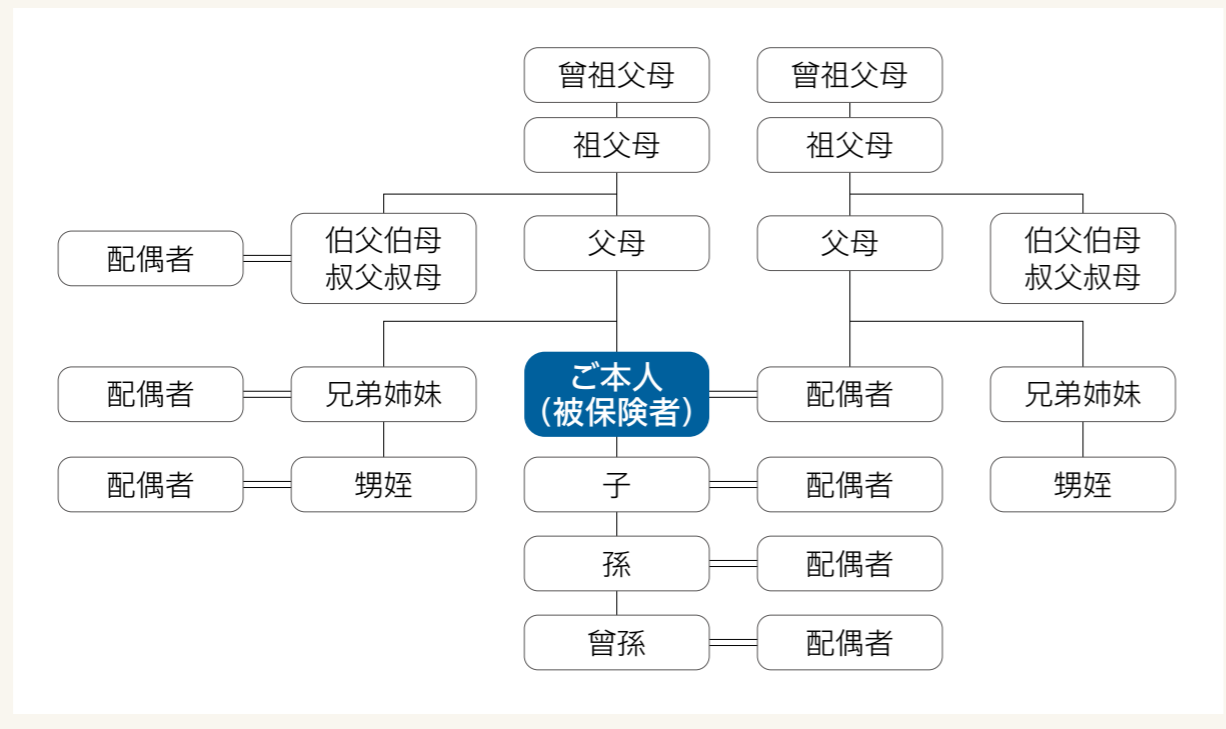 曾祖父母
曾祖父母
祖父母
祖父母
配偶者
伯父伯母
叔父叔母
父母
父母
伯父伯母
叔父叔母
配偶者
兄弟姉妹
ご本人
（被保険者）
配偶者
兄弟姉妹
配偶者
甥姪
子
配偶者
甥姪
孫
配偶者
曾孫
配偶者